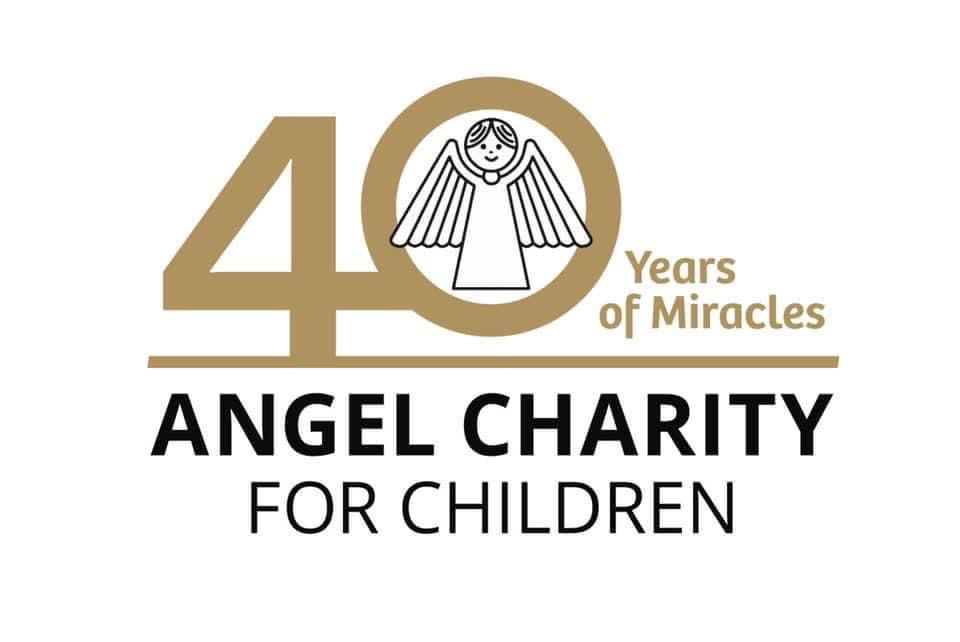 40
Years
of Miracles
ANGEL CHARITY
FOR CHILDREN